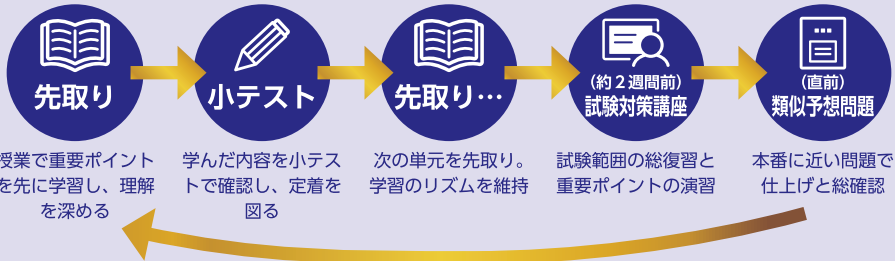 先取り
授業で重要ポイント
を先に学習し、理解
を深める
小テスト
学んだ内容を小テス
トで確認し、定着を
図る
先取り…
次の単元を先取り。
学習のリズムを維持
(約2週間前)
試験対策講座
試験範囲の総復習と
重要ポイントの演習
(直前)
類似予想問題
本番に近い問題で
仕上げと総確認